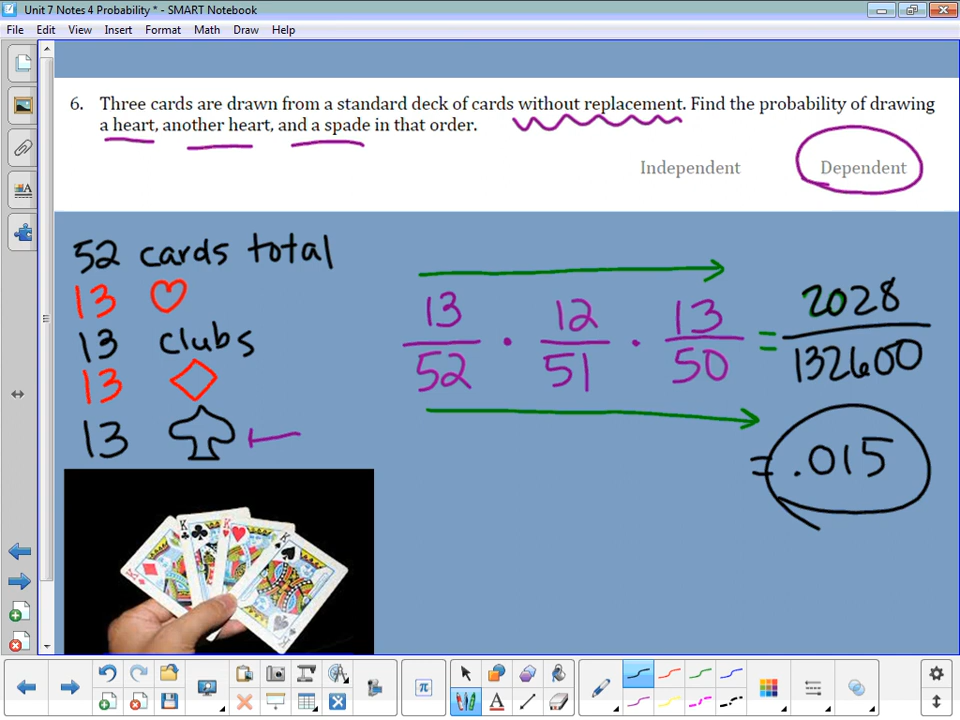 Unit 7 Notes 4 Probability * - SMART Notebook
File Edit View Insert Format Math Draw Help
6. Three cards are drawn from a standard deck of cards without replacement. Find the probability of drawing
a heart, another heart, and a spade in that order.
Independent Dependent
52 cards total
13 ♡
13 clubs
13 ◇
13 ♤
13/52 · 12/51 · 13/50 = 2028/132600
= .015
K K K
π A